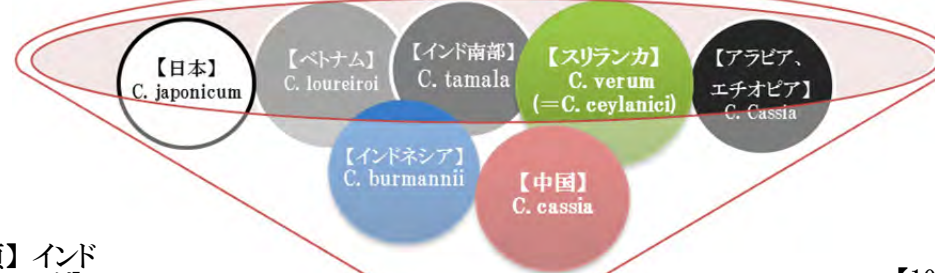 【日本】
C. japonicum
【ベトナム】
C. loureiroi
【インド南部】
C. tamala
【スリランカ】
C. verum
(=C. ceylanici)
【アラビア、
エチオピア】
C. Cassia
【インドネシア】
C. burmannii
【中国】
C. cassia
】インド
【10